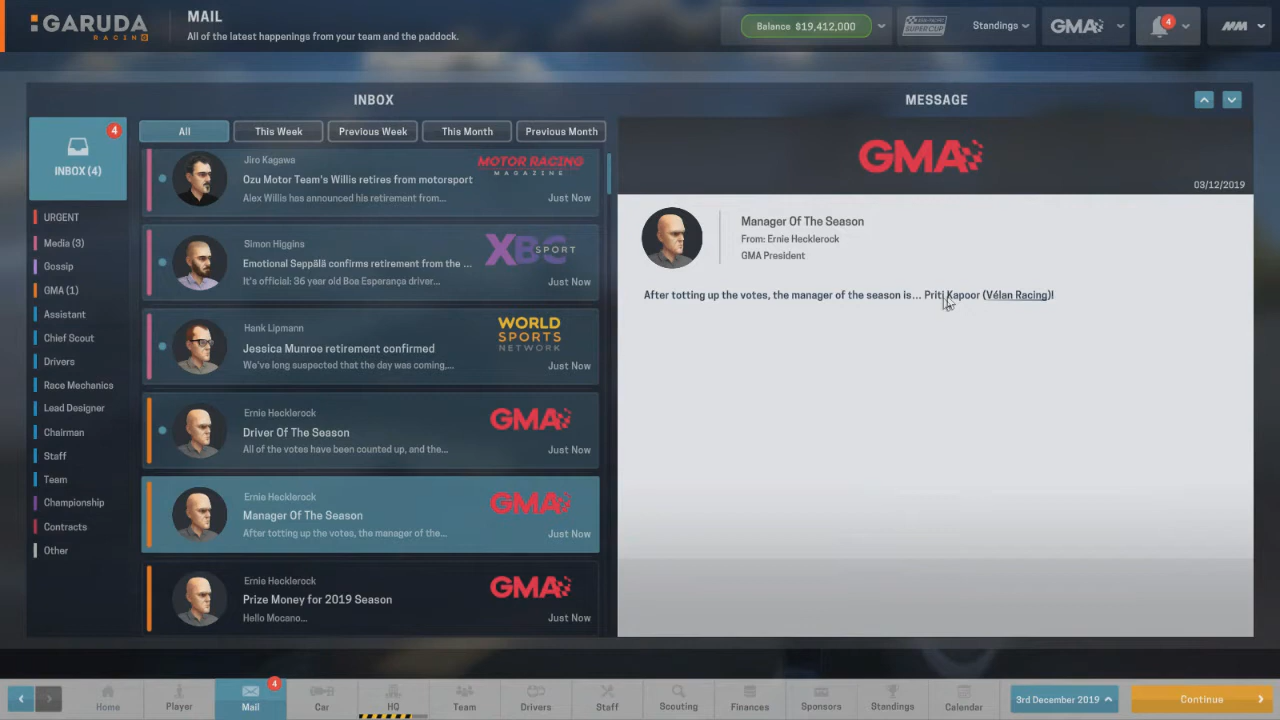 GARUDA
RACING
MAIL
All of the latest happenings from your team and the paddock.
Balance $19,412,000
SUPERCUP
Standings
GMA
4
MM
INBOX
MESSAGE
4
INBOX (4)
URGENT
Media (3)
Gossip
GMA (1)
Assistant
Chief Scout
Drivers
Race Mechanics
Lead Designer
Chairman
Staff
Team
Championship
Contracts
Other
All
This Week
Previous Week
This Month
Previous Month
Jiro Kagawa
MOTOR RACING
MAGAZINE
Ozu Motor Team's Willis retires from motorsport
Alex Willis has announced his retirement from...
Just Now
Simon Higgins
XBC SPORT
Emotional Seppälä confirms retirement from the ...
It's official: 36 year old Boa Esperança driver...
Just Now
Hank Lipmann
WORLD
SPORTS
NETWORK
Jessica Munroe retirement confirmed
We've long suspected that the day was coming,...
Just Now
Ernie Hecklerock
GMA
Driver Of The Season
All of the votes have been counted up, and the...
Just Now
Ernie Hecklerock
GMA
Manager Of The Season
After totting up the votes, the manager of the...
Just Now
Ernie Hecklerock
GMA
Prize Money for 2019 Season
Hello Mocano...
Just Now
GMA
03/12/2019
Manager Of The Season
From: Ernie Hecklerock
GMA President
After totting up the votes, the manager of the season is... Priti Kapoor (Vélan Racing)!
Home
Player
4
Mail
Car
HQ
Team
Drivers
Staff
Scouting
Finances
Sponsors
Standings
Calendar
3rd December 2019
Continue